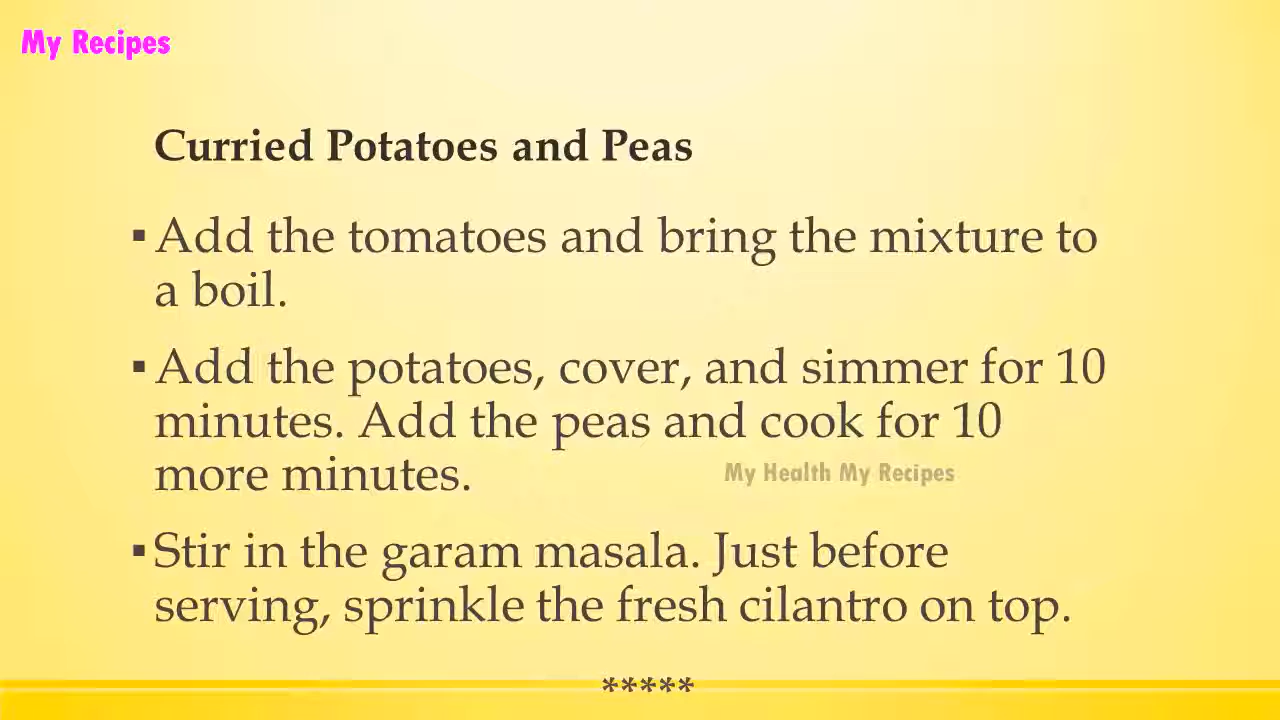 My Recipes
Curried Potatoes and Peas
▪ Add the tomatoes and bring the mixture to
a boil.
▪ Add the potatoes, cover, and simmer for 10
minutes. Add the peas and cook for 10
more minutes.
My Health My Recipes
▪ Stir in the garam masala. Just before
serving, sprinkle the fresh cilantro on top.
*****